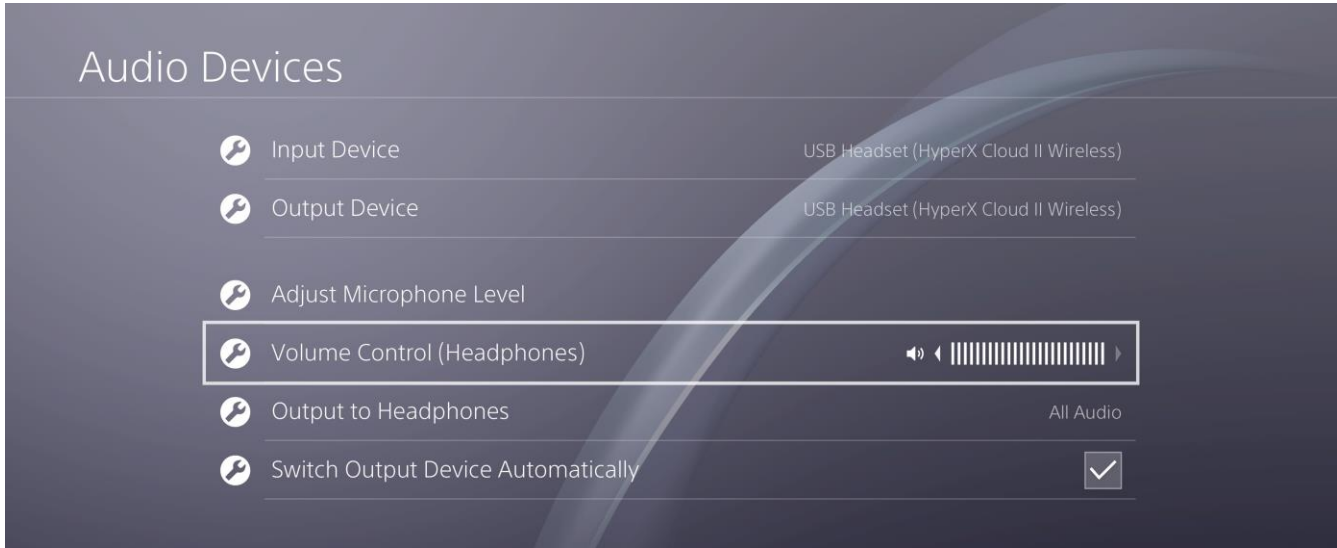 Audio Devices
Input Device USB Headset (HyperX Cloud II Wireless)
Output Device USB Headset (HyperX Cloud II Wireless)
Adjust Microphone Level
Volume Control (Headphones)
Output to Headphones All Audio
Switch Output Device Automatically